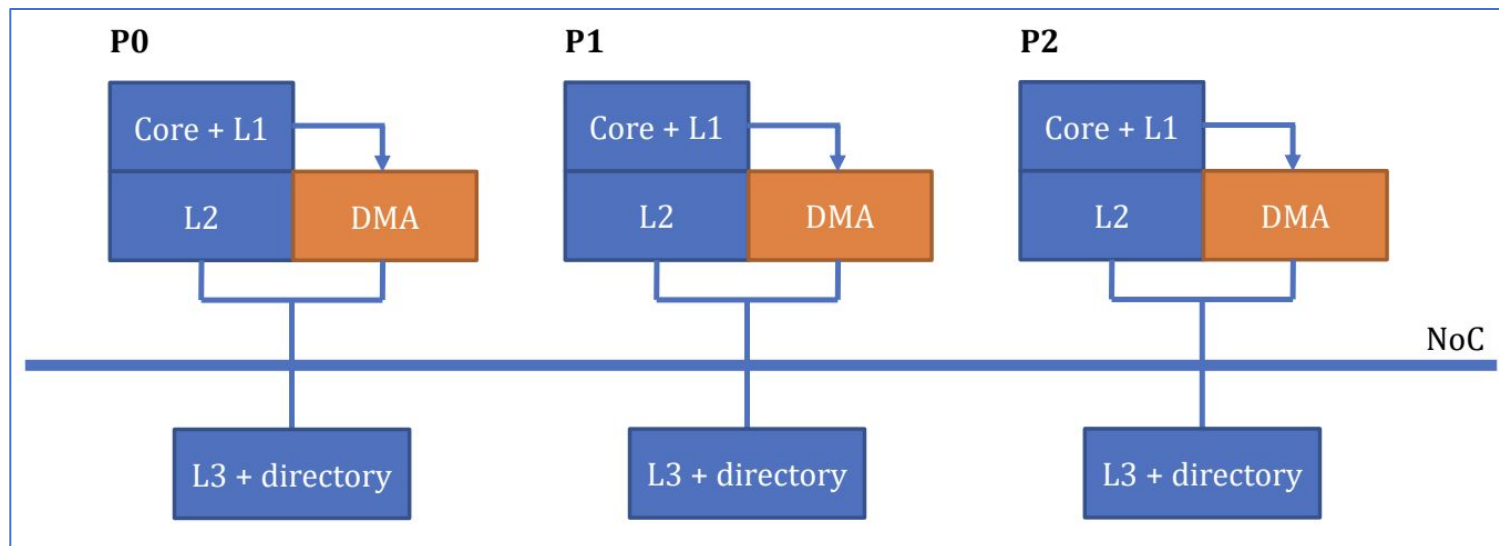 P0
P1
P2
Core + L1
Core + L1
Core + L1
L2
DMA
L2
DMA
L2
DMA
NoC
L3 + directory
L3 + directory
L3 + directory